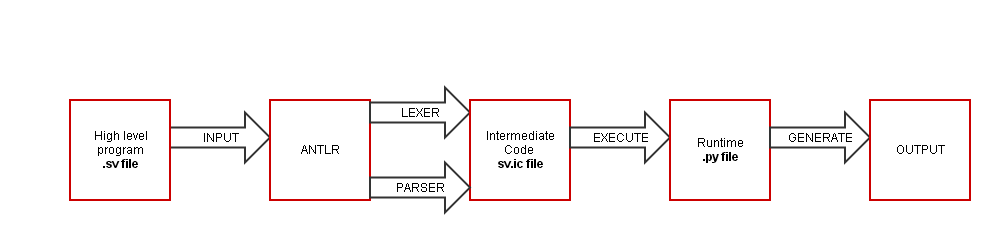 High level
program
.sv file
INPUT
ANTLR
LEXER
PARSER
Intermediate
Code
sv.ic file
EXECUTE
Runtime
.py file
GENERATE
OUTPUT